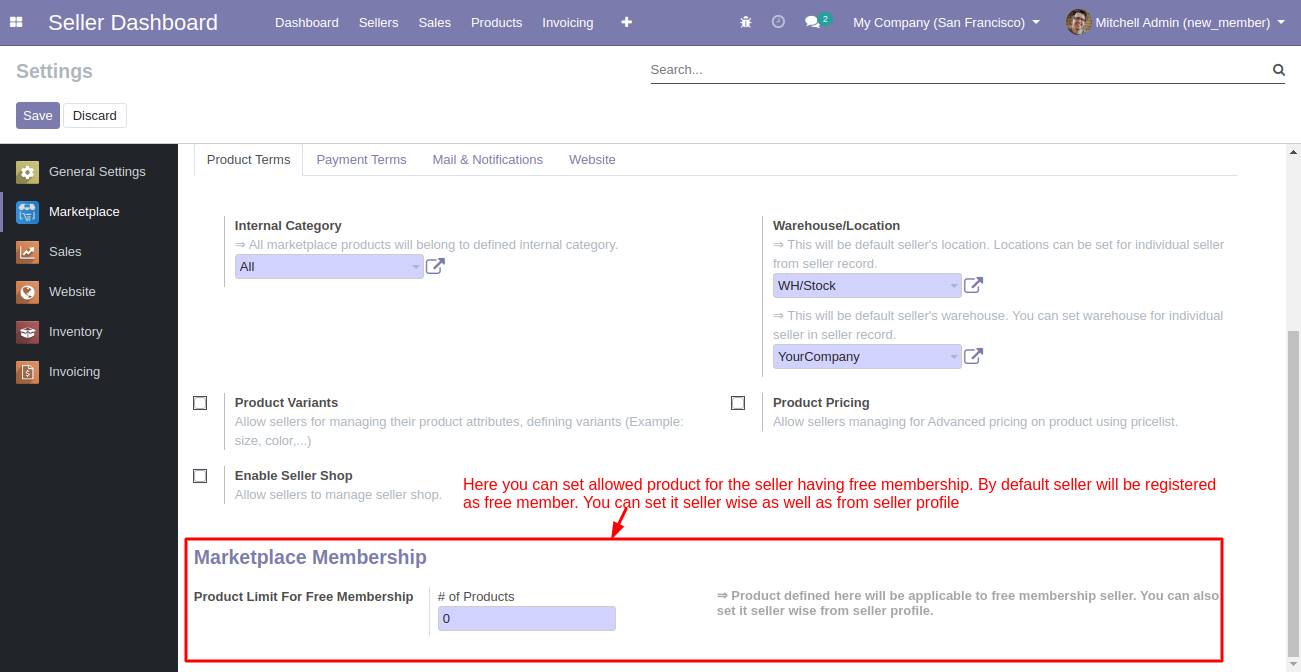 Seller Dashboard
Dashboard Sellers Sales Products Invoicing
2
My Company (San Francisco)
Mitchell Admin (new_member)
Settings
Search...
Save Discard
General Settings
Marketplace
Sales
Website
Inventory
Invoicing
Product Terms Payment Terms Mail & Notifications Website
Internal Category
⇒ All marketplace products will belong to defined internal category.
All
Warehouse/Location
⇒ This will be default seller's location. Locations can be set for individual seller
from seller record.
WH/Stock
⇒ This will be default seller's warehouse. You can set warehouse for individual
seller in seller record.
YourCompany
Product Variants
Allow sellers for managing their product attributes, defining variants (Example:
size, color,...)
Product Pricing
Allow sellers managing for Advanced pricing on product using pricelist.
Enable Seller Shop
Allow sellers to manage seller shop.
Here you can set allowed product for the seller having free membership. By default seller will be registered
as free member. You can set it seller wise as well as from seller profile
Marketplace Membership
Product Limit For Free Membership
# of Products
0
⇒ Product defined here will be applicable to free membership seller. You can also
set it seller wise from seller profile.